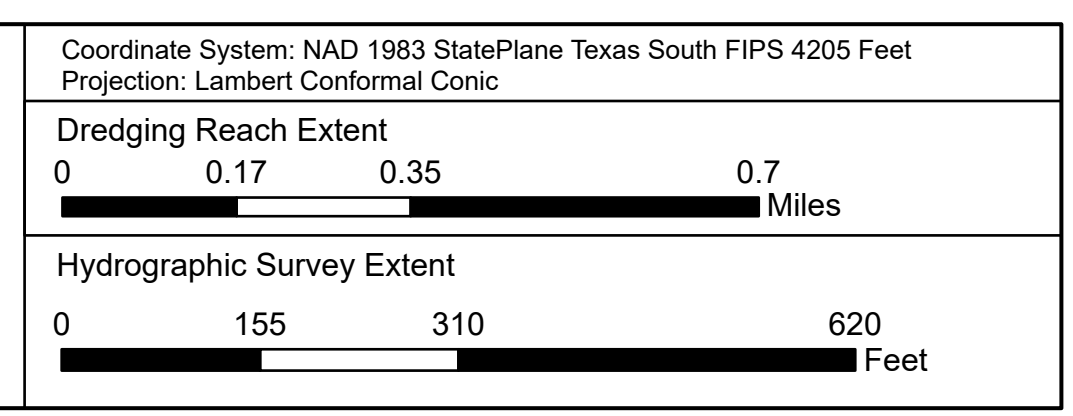 Coordinate System: NAD 1983 StatePlane Texas South FIPS 4205 Feet
Projection: Lambert Conformal Conic
Dredging Reach Extent
0 0.17 0.35 0.7
Miles
Hydrographic Survey Extent
0 155 310 620
Feet